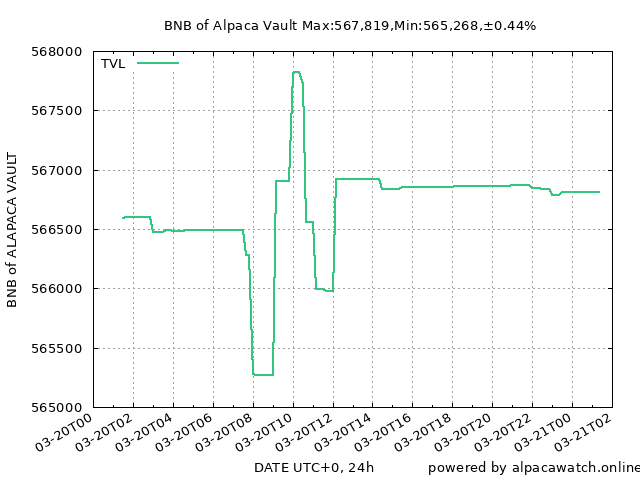 BNB of Alpaca Vault Max:567,819,Min:565,268,±0.44%
TVL
568000
567500
567000
566500
566000
565500
565000
BNB of ALAPACA VAULT
03-20T00
03-20T02
03-20T04
03-20T06
03-20T08
03-20T10
03-20T12
03-20T14
03-20T16
03-20T18
03-20T20
03-20T22
03-21T00
03-21T02
DATE UTC+0, 24h
powered by alpacawatch.online